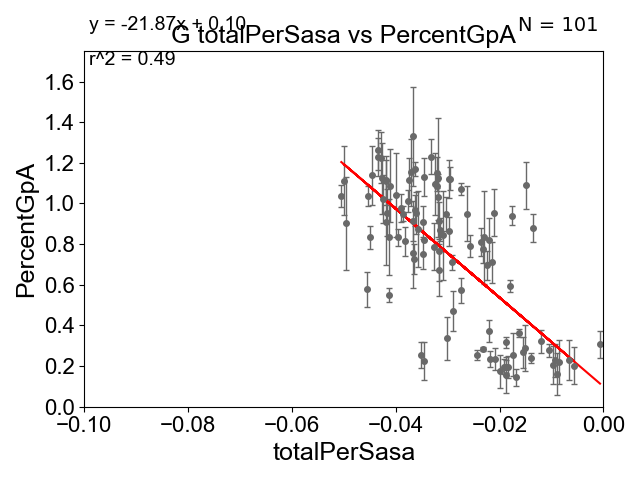 y = -21.87x + 0.10
N = 101
G totalPerSasa vs PercentGpA
r^2 = 0.49
1.6
1.4
1.2
1.0
0.8
0.6
0.4
0.2
0.0
PercentGpA
−0.10
−0.08
−0.06
−0.04
−0.02
0.00
totalPerSasa